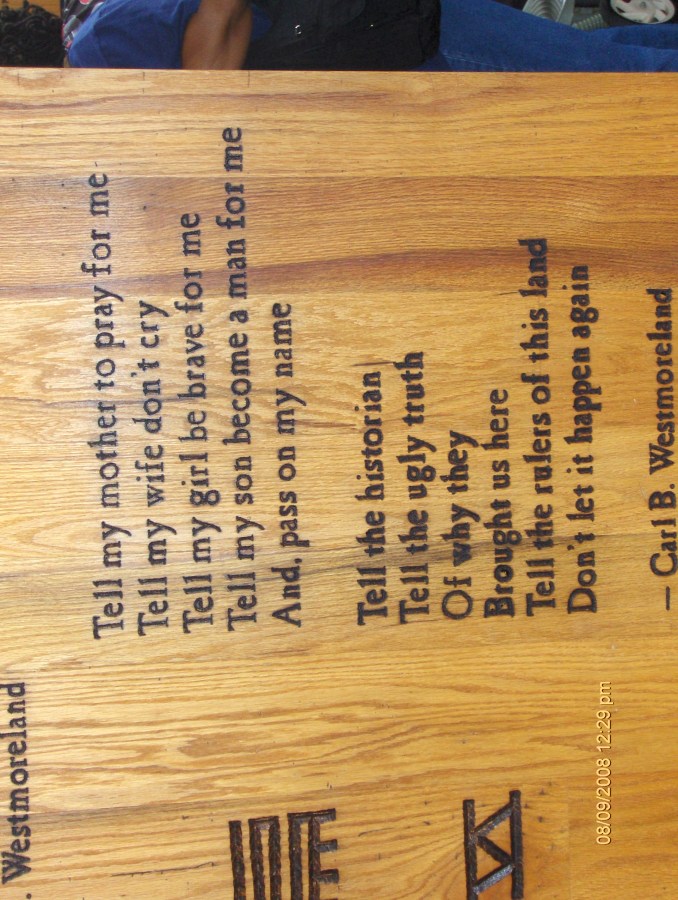 Tell my mother to pray for me
Tell my wife don't cry
Tell my girl be brave for me
Tell my son become a man for me
And, pass on my name
Tell the historian
Tell the ugly truth
Of why they
Brought us here
Tell the rulers of this land
Don't let it happen again
— Carl B. Westmoreland
. Westmoreland
08/09/2008 12:29 pm